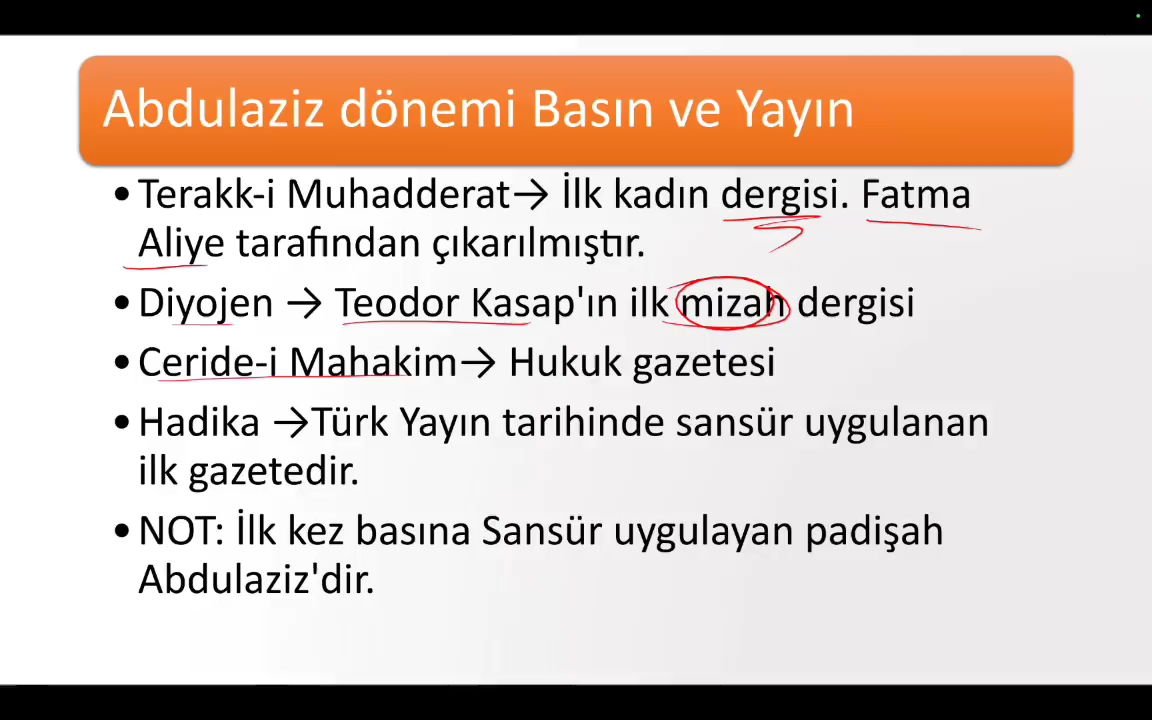 Abdulaziz dönemi Basın ve Yayın
•Terakk-i Muhadderat→ İlk kadın dergisi. Fatma
Aliye tarafından çıkarılmıştır.
•Diyojen → Teodor Kasap'ın ilk mizah dergisi
•Ceride-i Mahakim→ Hukuk gazetesi
•Hadika →Türk Yayın tarihinde sansür uygulanan
ilk gazetedir.
•NOT: İlk kez basına Sansür uygulayan padişah
Abdulaziz'dir.